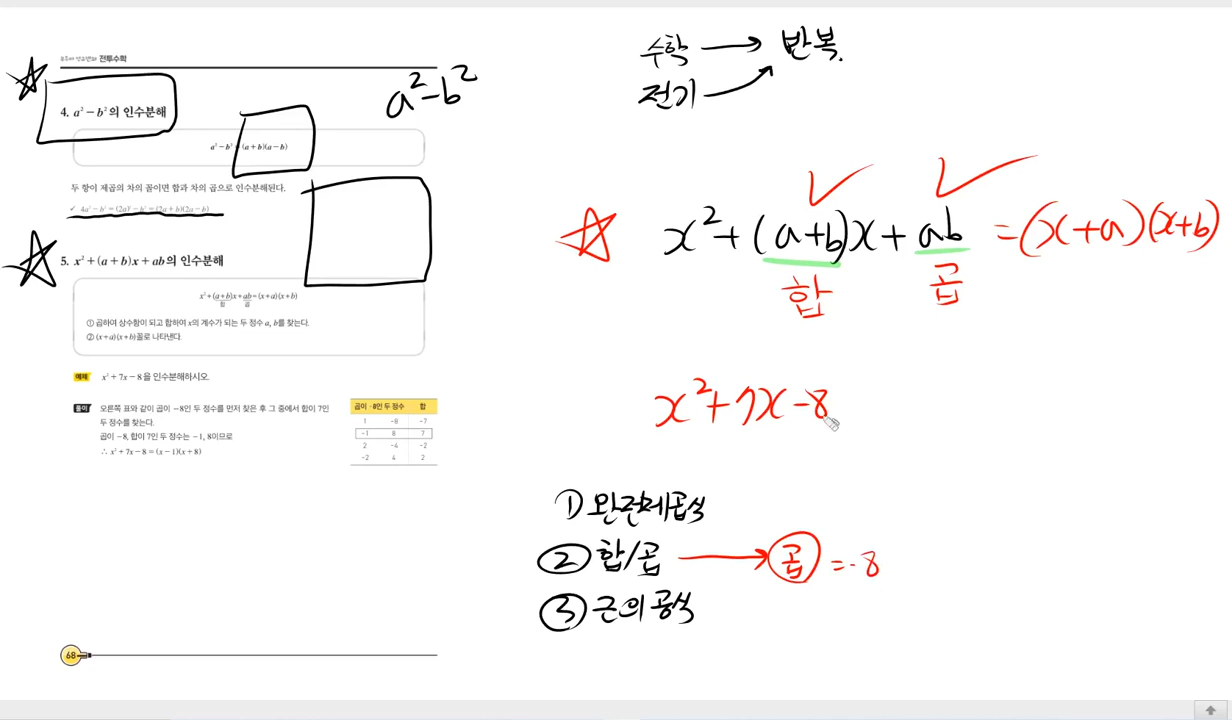 전투수학
4. a² − b²의 인수분해
a² − b² = (a+b)(a−b)
두 항이 제곱의 차의 꼴이면 합과 차의 곱으로 인수분해된다.
✓ 4a² − b² = (2a)² − b² = (2a + b)(2a − b)
5. x² + (a + b)x + ab의 인수분해
x² + (a+b)x + ab = (x+a)(x+b)
합 곱
① 곱하여 상수항이 되고 합하여 x의 계수가 되는 두 정수 a, b를 찾는다.
② (x+a)(x+b)꼴로 나타낸다.
예제 x² + 7x − 8을 인수분해하시오.
풀이 오른쪽 표와 같이 곱이 −8인 두 정수를 먼저 찾은 후 그 중에서 합이 7인
두 정수를 찾는다.
곱이 −8, 합이 7인 두 정수는 −1, 8이므로
∴ x² + 7x − 8 = (x − 1)(x + 8)
곱이 −8인 두 정수 합
1 −8 −7
−1 8 7
2 −4 −2
−2 4 2
68
a²−b²
수학 → 반복.
전기
x² + (a+b)x + ab = (x+a)(x+b)
합 곱
x² + 7x − 8
① 완전제곱식
② 합/곱 → 곱 = -8
③ 근의 공식